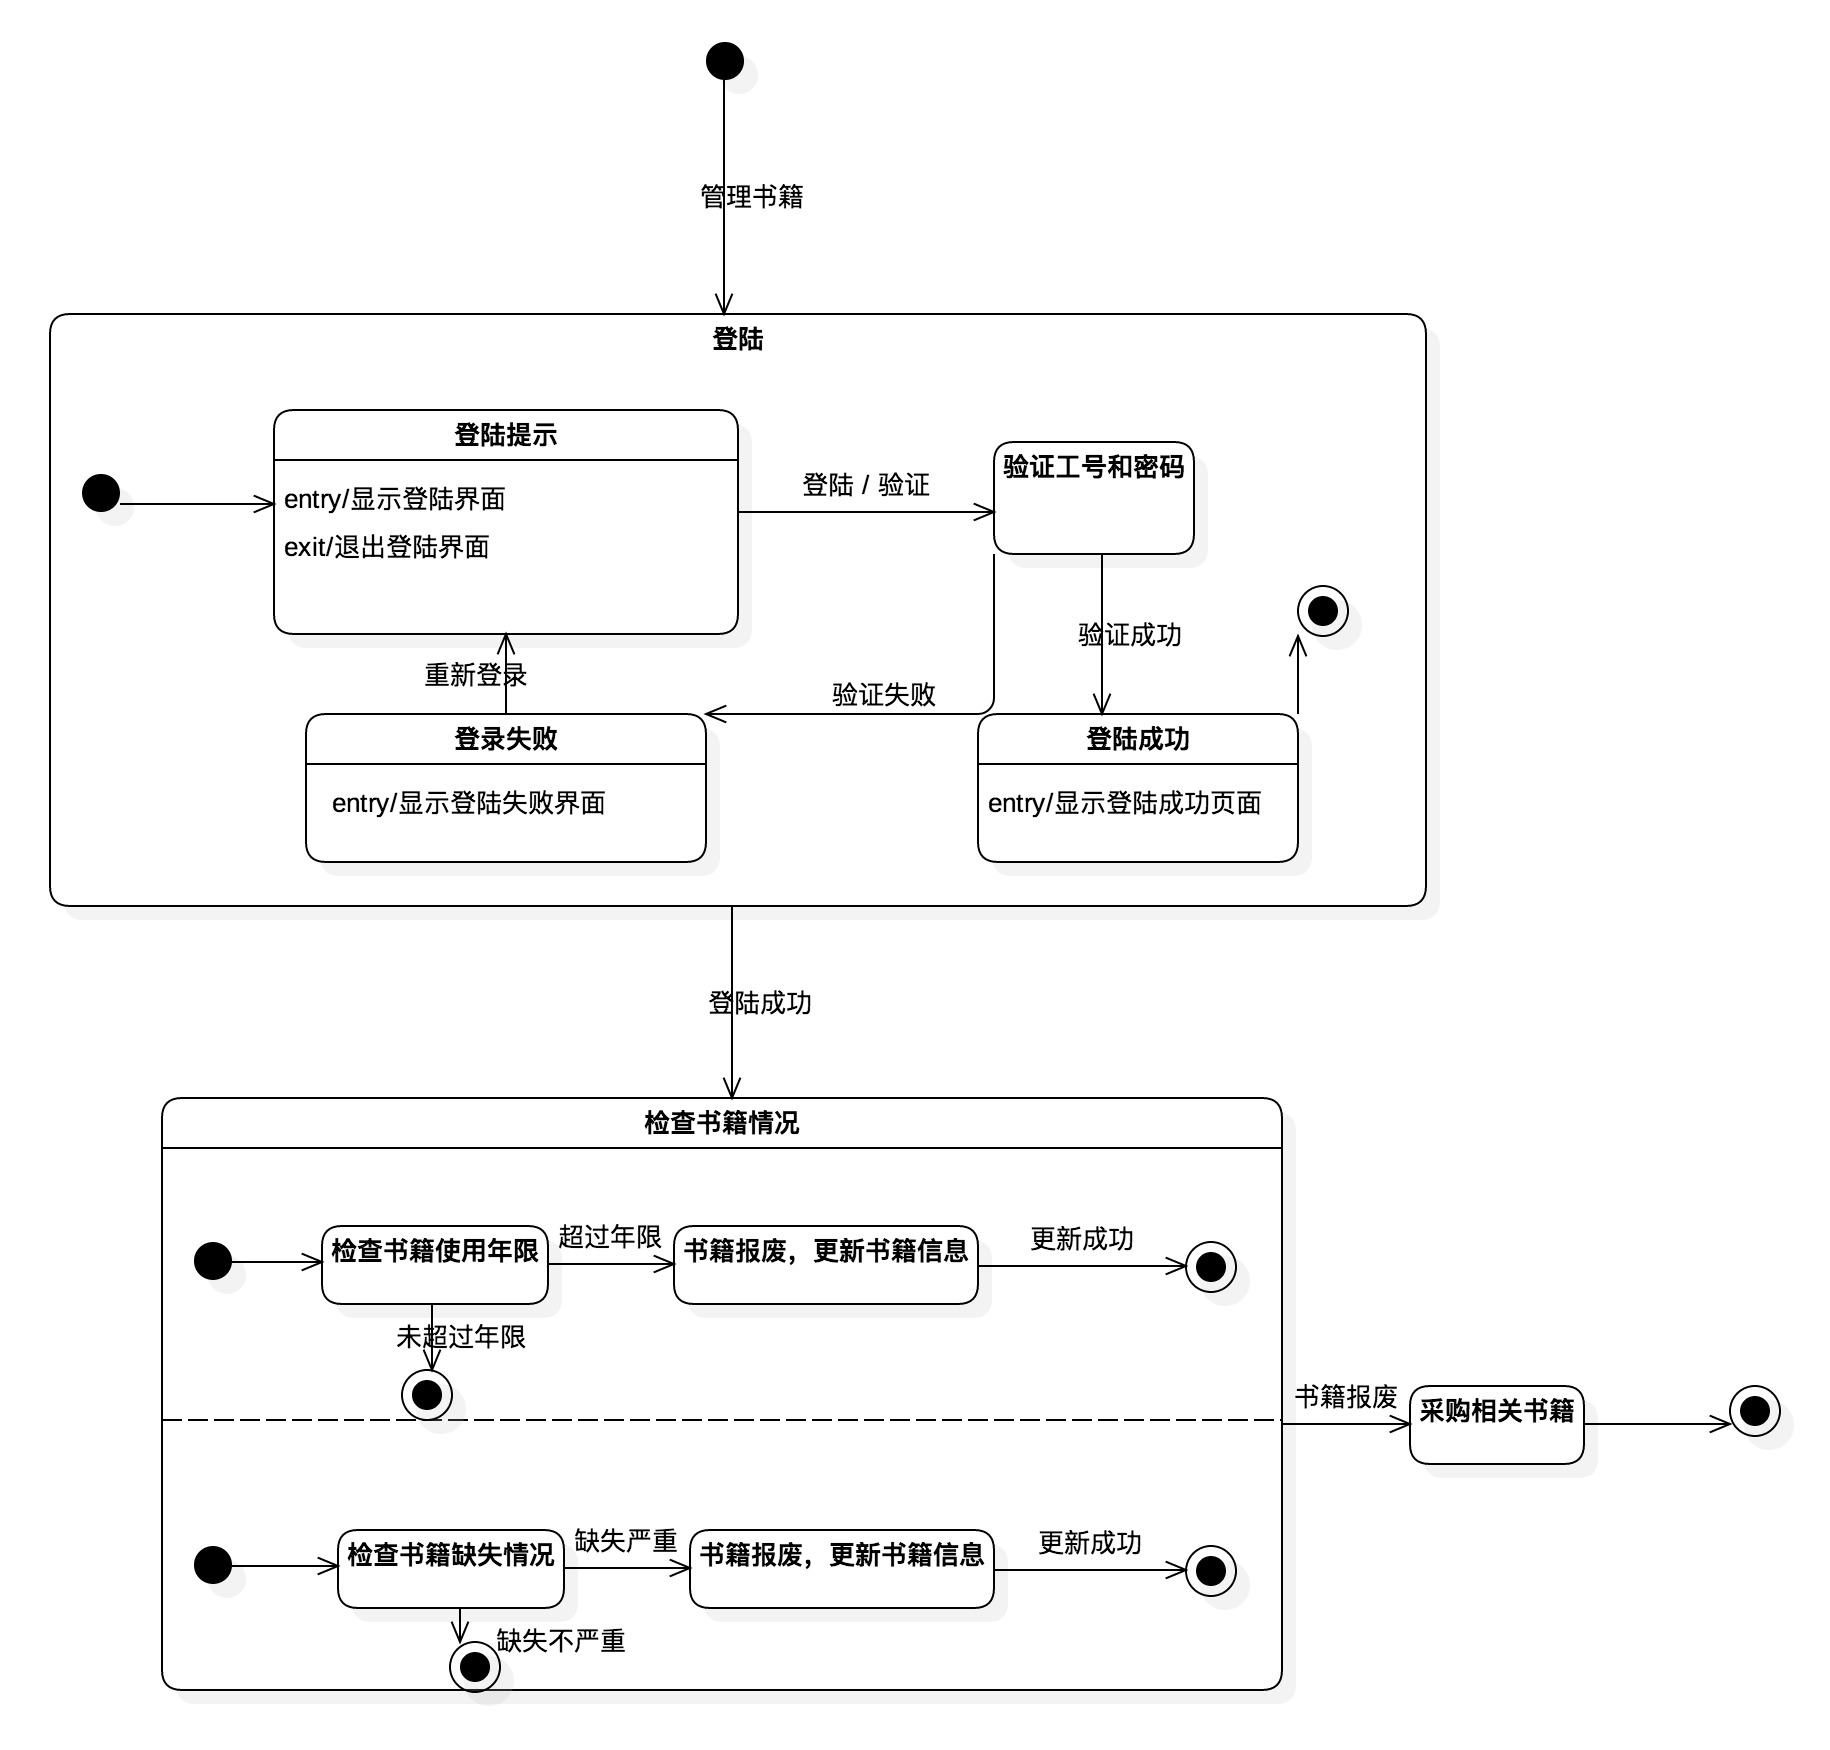 管理书籍
登陆
登陆提示
entry/显示登陆界面
exit/退出登陆界面
登陆 / 验证
验证工号和密码
验证成功
重新登录
验证失败
登录失败
entry/显示登陆失败界面
登陆成功
entry/显示登陆成功页面
登陆成功
检查书籍情况
检查书籍使用年限
超过年限
书籍报废，更新书籍信息
更新成功
未超过年限
书籍报废
采购相关书籍
检查书籍缺失情况
缺失严重
书籍报废，更新书籍信息
更新成功
缺失不严重